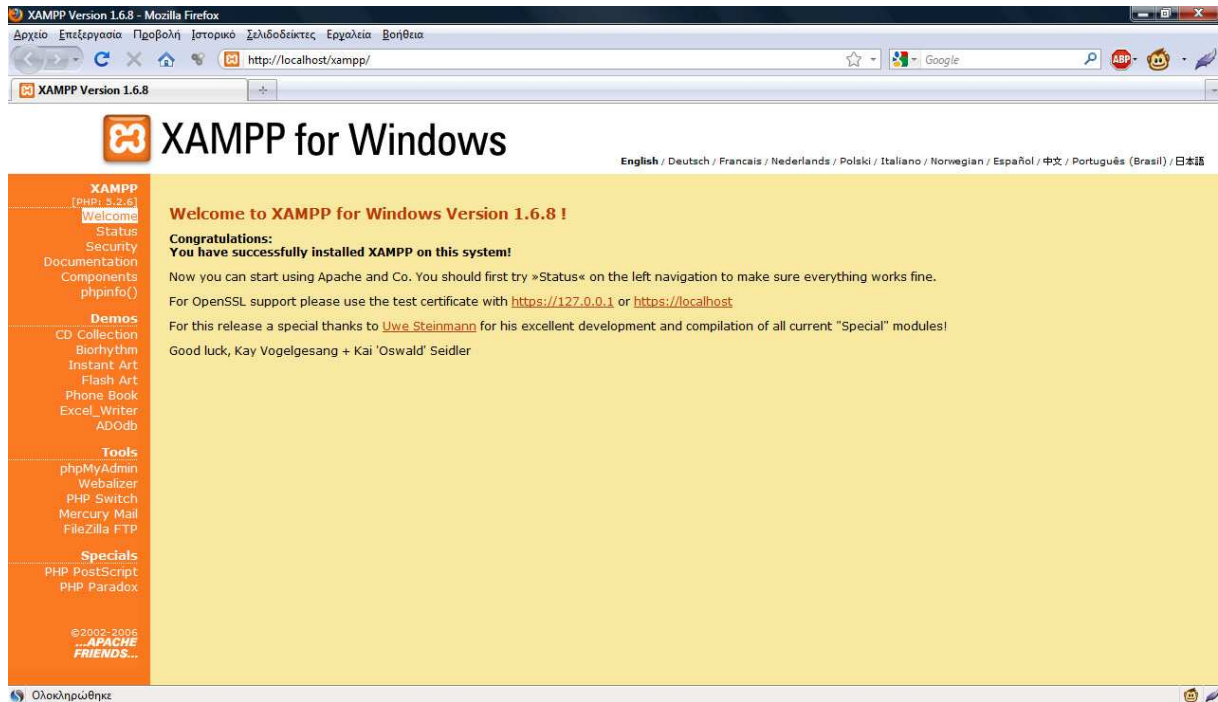 XAMPP Version 1.6.8 - Mozilla Firefox
Αρχείο Επεξεργασία Προβολή Ιστορικό Σελιδοδείκτες Εργαλεία Βοήθεια
http://localhost/xampp/
Google
ABP
XAMPP Version 1.6.8
XAMPP for Windows
English / Deutsch / Francais / Nederlands / Polski / Italiano / Norwegian / Español / 中文 / Português (Brasil) / 日本語
XAMPP
[PHP: 5.2.6]
Welcome
Status
Security
Documentation
Components
phpinfo()
Demos
CD Collection
Biorhythm
Instant Art
Flash Art
Phone Book
Excel_Writer
ADOdb
Tools
phpMyAdmin
Webalizer
PHP Switch
Mercury Mail
FileZilla FTP
Specials
PHP PostScript
PHP Paradox
©2002-2006
...APACHE
FRIENDS...
Welcome to XAMPP for Windows Version 1.6.8 !
Congratulations:
You have successfully installed XAMPP on this system!
Now you can start using Apache and Co. You should first try »Status« on the left navigation to make sure everything works fine.
For OpenSSL support please use the test certificate with https://127.0.0.1 or https://localhost
For this release a special thanks to Uwe Steinmann for his excellent development and compilation of all current "Special" modules!
Good luck, Kay Vogelgesang + Kai 'Oswald' Seidler
Ολοκληρώθηκε